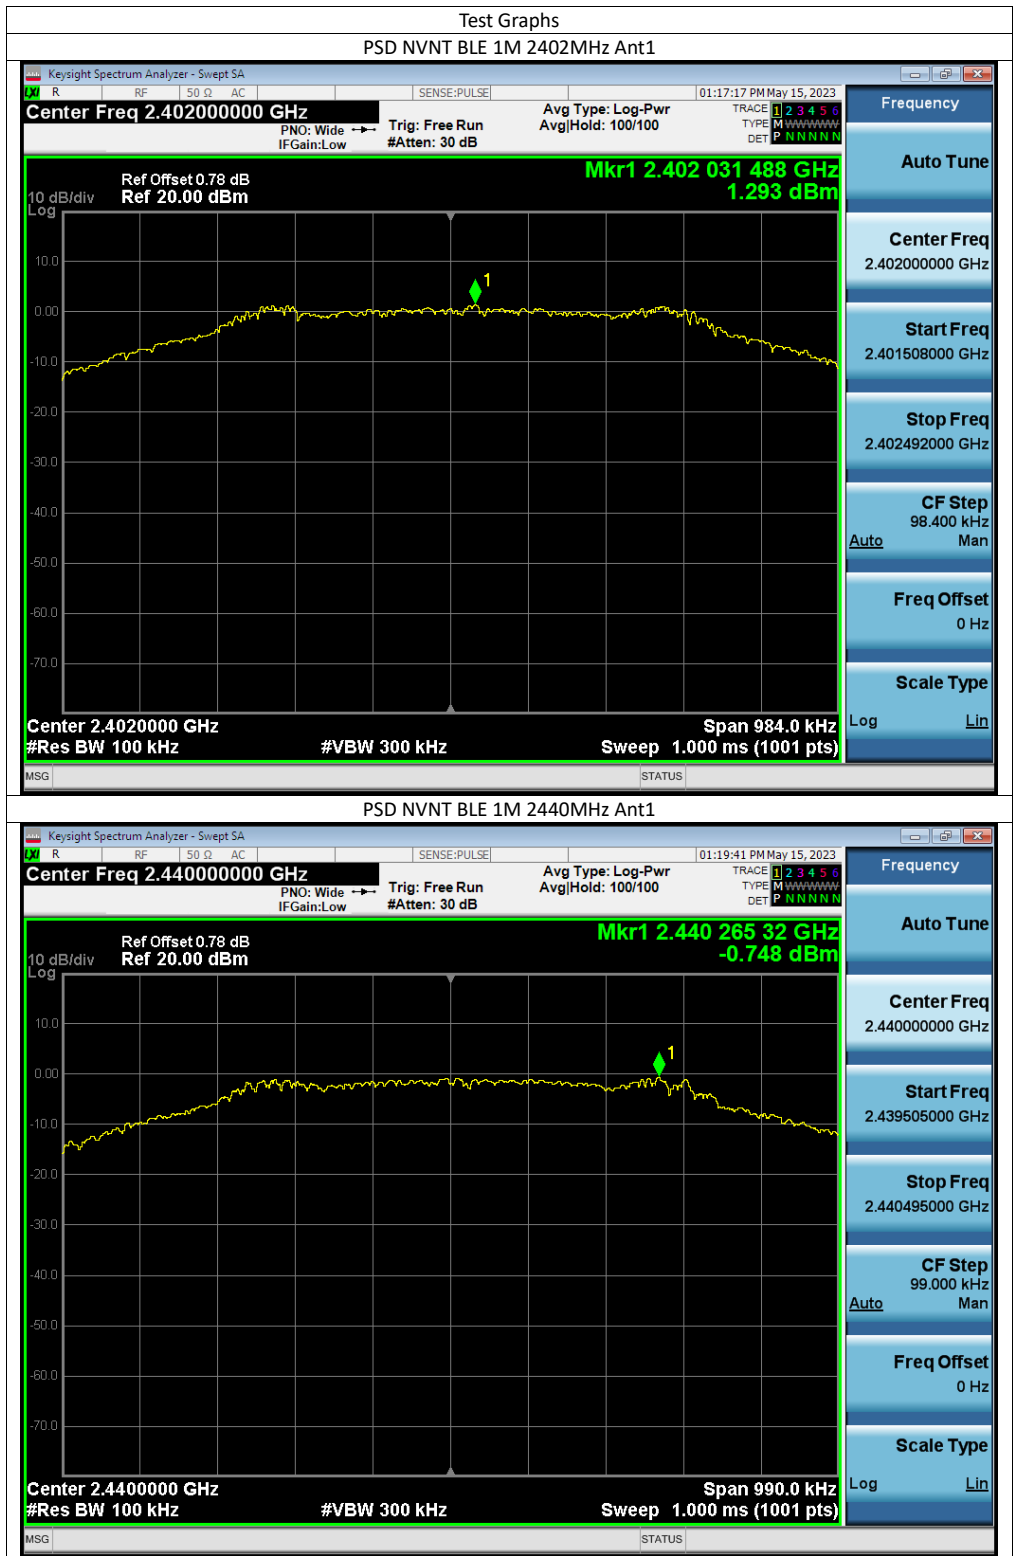 Test Graphs
PSD NVNT BLE 1M 2402MHz Ant1
Keysight Spectrum Analyzer - Swept SA
LXI R RF 50 Ω AC SENSE:PULSE 01:17:17 PM May 15, 2023
Center Freq 2.402000000 GHz
PNO: Wide
IFGain:Low
Trig: Free Run
#Atten: 30 dB
Avg Type: Log-Pwr
Avg|Hold: 100/100
TRACE 1 2 3 4 5 6
TYPE M W W W W W
DET P N N N N N
Mkr1 2.402 031 488 GHz
1.293 dBm
Ref Offset 0.78 dB
10 dB/div Ref 20.00 dBm
Log
10.0
1
0.00
-10.0
-20.0
-30.0
-40.0
-50.0
-60.0
-70.0
Center 2.4020000 GHz Span 984.0 kHz
#Res BW 100 kHz #VBW 300 kHz Sweep 1.000 ms (1001 pts)
MSG STATUS
Frequency
Auto Tune
Center Freq
2.402000000 GHz
Start Freq
2.401508000 GHz
Stop Freq
2.402492000 GHz
CF Step
98.400 kHz
Auto Man
Freq Offset
0 Hz
Scale Type
Log Lin
PSD NVNT BLE 1M 2440MHz Ant1
Keysight Spectrum Analyzer - Swept SA
LXI R RF 50 Ω AC SENSE:PULSE 01:19:41 PM May 15, 2023
Center Freq 2.440000000 GHz
PNO: Wide
IFGain:Low
Trig: Free Run
#Atten: 30 dB
Avg Type: Log-Pwr
Avg|Hold: 100/100
TRACE 1 2 3 4 5 6
TYPE M W W W W W
DET P N N N N N
Mkr1 2.440 265 32 GHz
-0.748 dBm
Ref Offset 0.78 dB
10 dB/div Ref 20.00 dBm
Log
10.0
1
0.00
-10.0
-20.0
-30.0
-40.0
-50.0
-60.0
-70.0
Center 2.4400000 GHz Span 990.0 kHz
#Res BW 100 kHz #VBW 300 kHz Sweep 1.000 ms (1001 pts)
MSG STATUS
Frequency
Auto Tune
Center Freq
2.440000000 GHz
Start Freq
2.439505000 GHz
Stop Freq
2.440495000 GHz
CF Step
99.000 kHz
Auto Man
Freq Offset
0 Hz
Scale Type
Log Lin